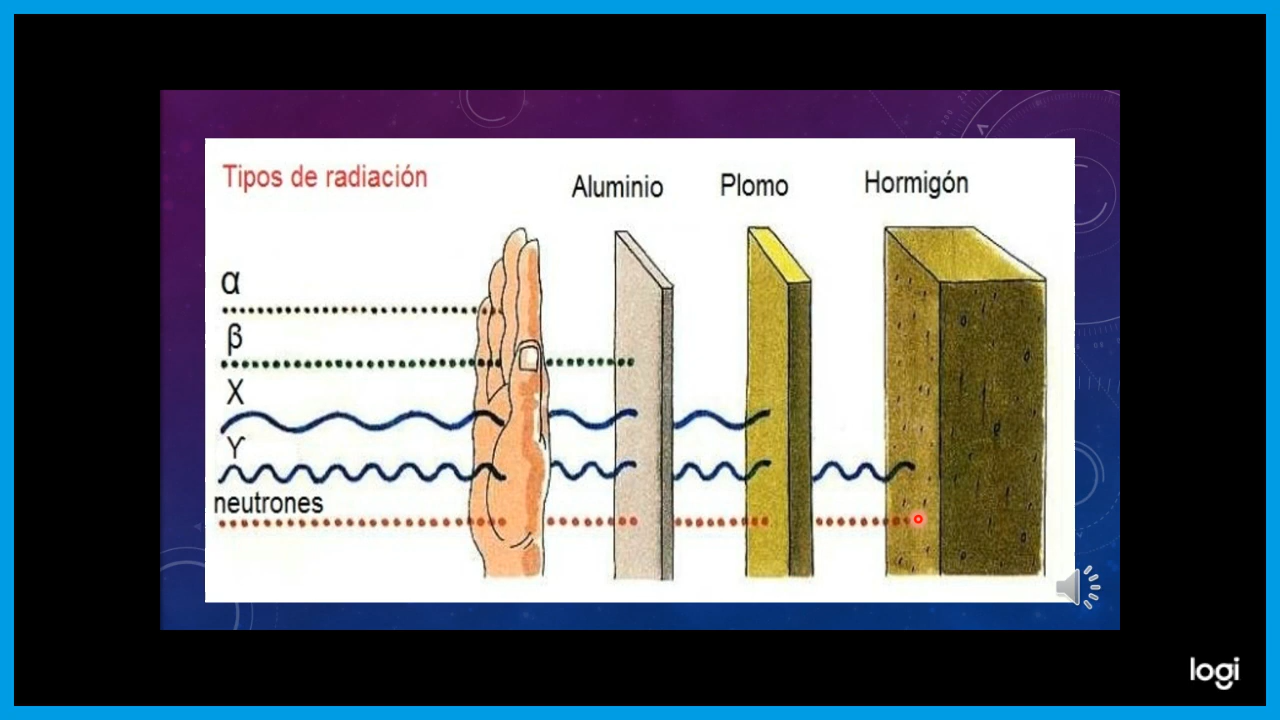 Tipos de radiación
Aluminio
Plomo
Hormigón
α
β
X
γ
neutrones
logi